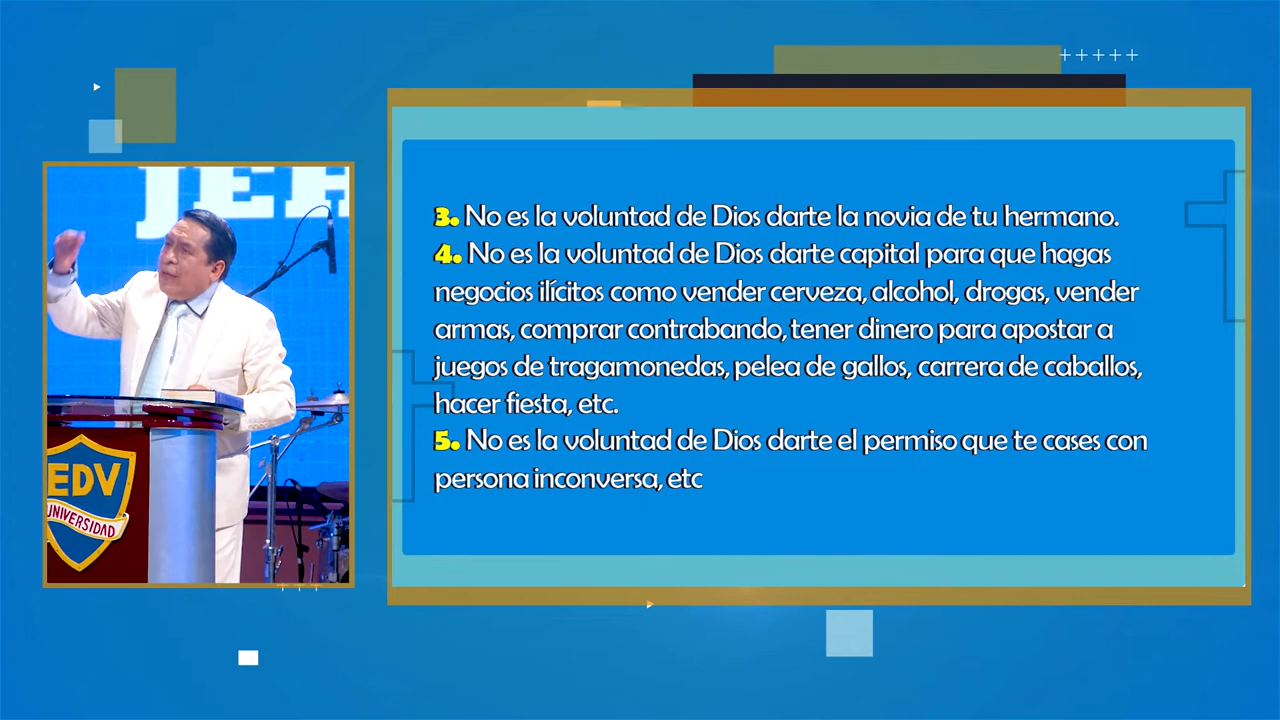 JEH
EDV
UNIVERSIDAD
3. No es la voluntad de Dios darte la novia de tu hermano.
4. No es la voluntad de Dios darte capital para que hagas
negocios ilícitos como vender cerveza, alcohol, drogas, vender
armas, comprar contrabando, tener dinero para apostar a
juegos de tragamonedas, pelea de gallos, carrera de caballos,
hacer fiesta, etc.
5. No es la voluntad de Dios darte el permiso que te cases con
persona inconversa, etc